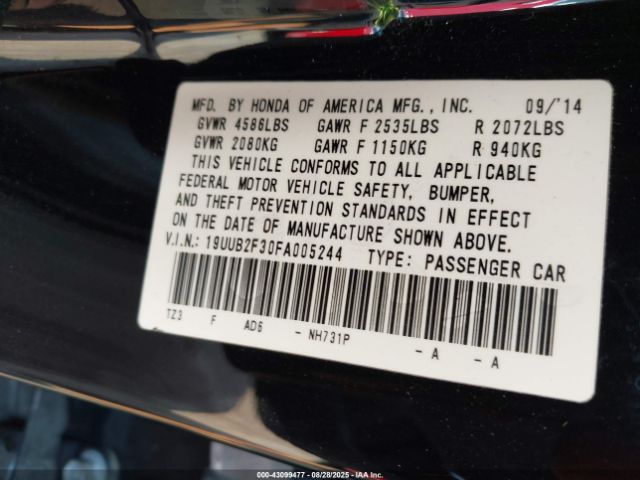 MFD. BY HONDA OF AMERICA MFG., INC. 09/'14
GVWR 4586LBS GAWR F 2535LBS R 2072LBS
GVWR 2080KG GAWR F 1150KG R 940KG
THIS VEHICLE CONFORMS TO ALL APPLICABLE
FEDERAL MOTOR VEHICLE SAFETY, BUMPER,
AND THEFT PREVENTION STANDARDS IN EFFECT
ON THE DATE OF MANUFACTURE SHOWN ABOVE.
V.I.N.: 19UUB2F30FA005244 TYPE: PASSENGER CAR
TZ3 F AD6 - NH731P - A - A
000-43099477 - 08/28/2025 - IAAI.COM